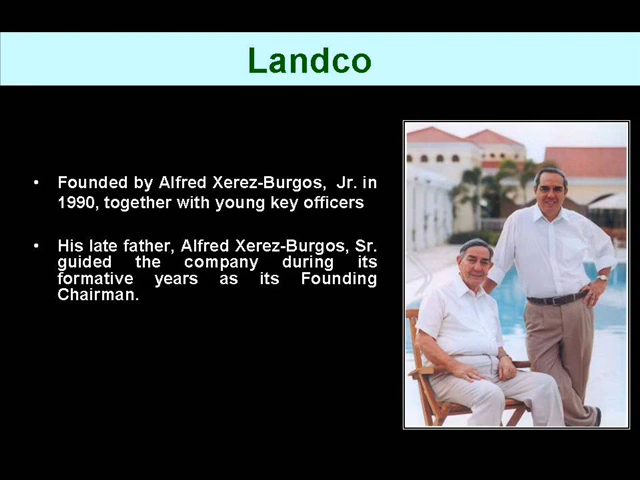 Landco
• Founded by Alfred Xerez-Burgos, Jr. in
1990, together with young key officers
• His late father, Alfred Xerez-Burgos, Sr.
guided the company during its
formative years as its Founding
Chairman.